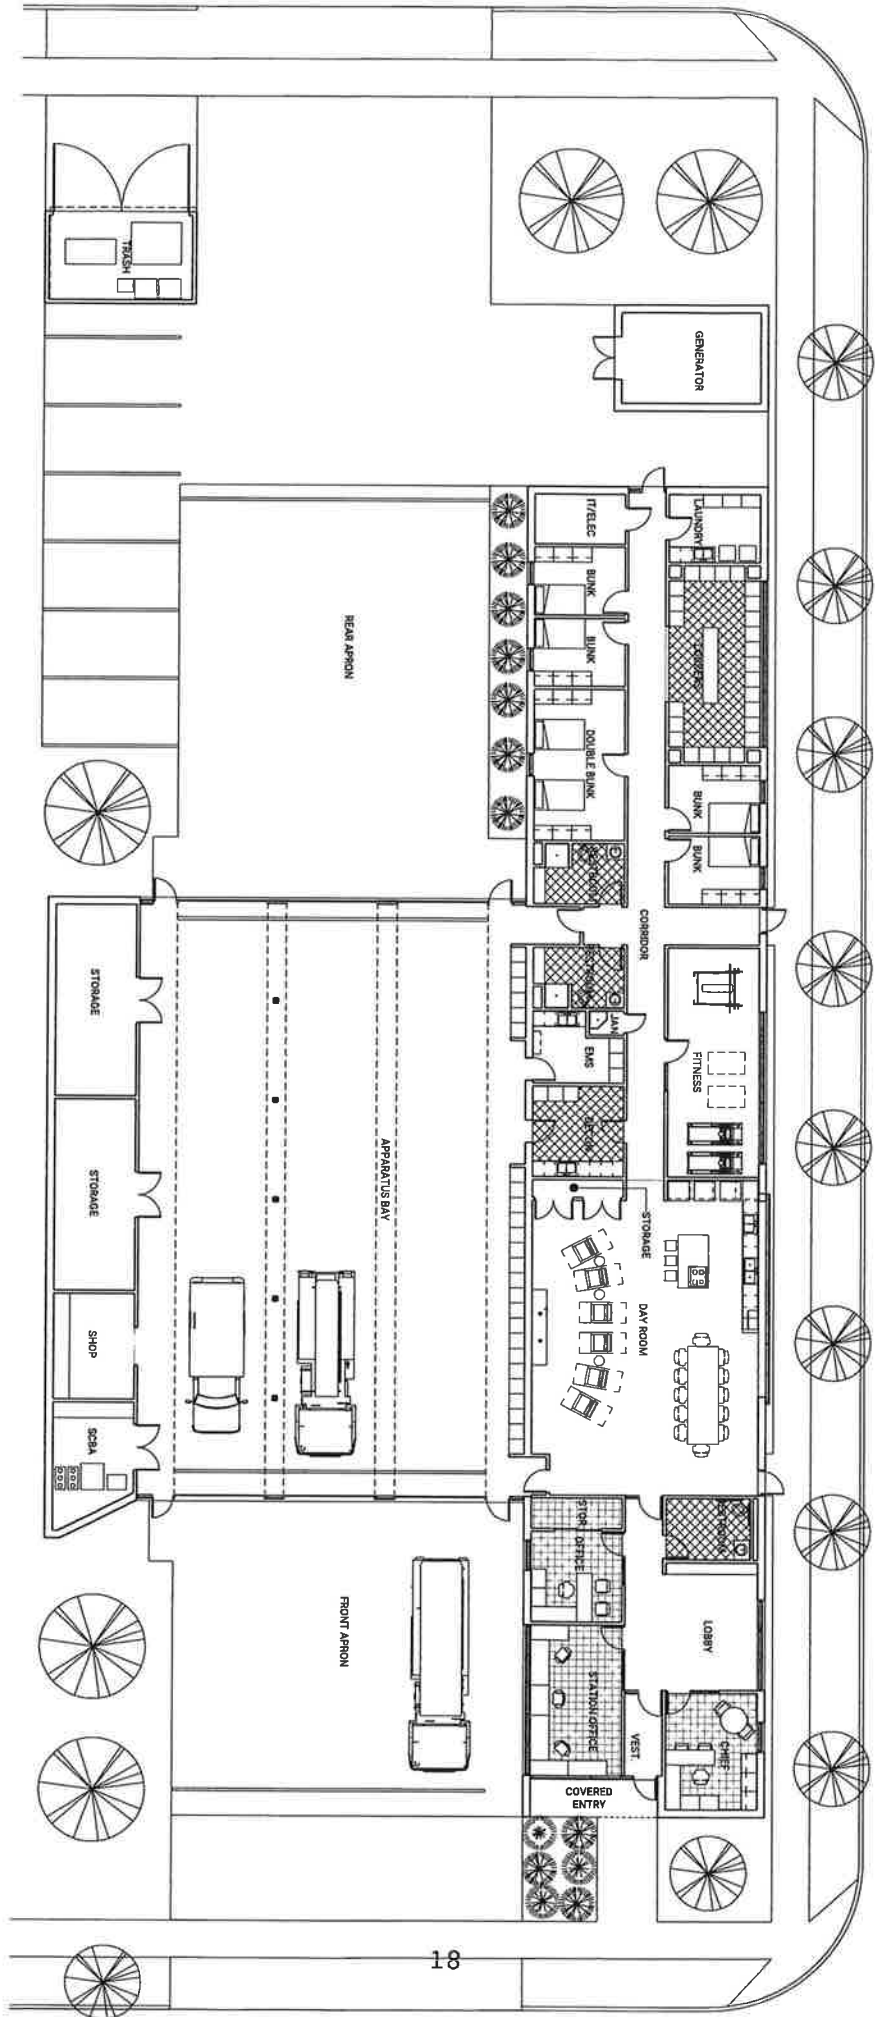 TRASH
GENERATOR
IT/ELEC
LAUNDRY
BUNK
BUNK
REAR APRON
DOUBLE BUNK
BUNK
BUNK
CORRIDOR
STORAGE
JAN
EMS
FITNESS
APPARATUS BAY
STORAGE
STORAGE
DAY ROOM
SHOP
SCBA
STOR.
OFFICE
FRONT APRON
LOBBY
STATION OFFICE
VEST.
CHIEF
COVERED
ENTRY
18